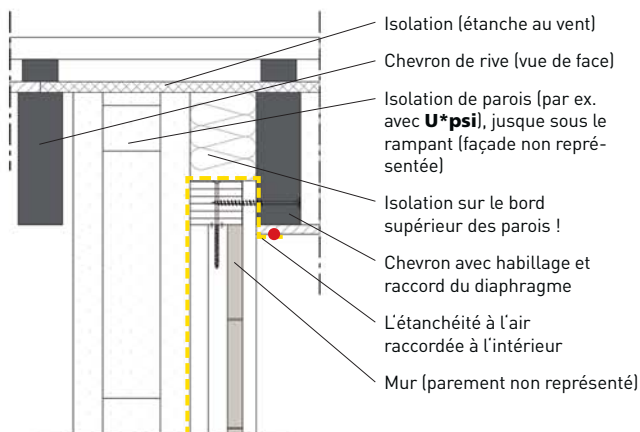 Isolation (étanche au vent)
Chevron de rive (vue de face)
Isolation de parois (par ex.
avec U*psi), jusque sous le
rampant (façade non repré-
sentée)
Isolation sur le bord
supérieur des parois !
Chevron avec habillage et
raccord du diaphragme
L'étanchéité à l'air
raccordée à l'intérieur
Mur (parement non représenté)